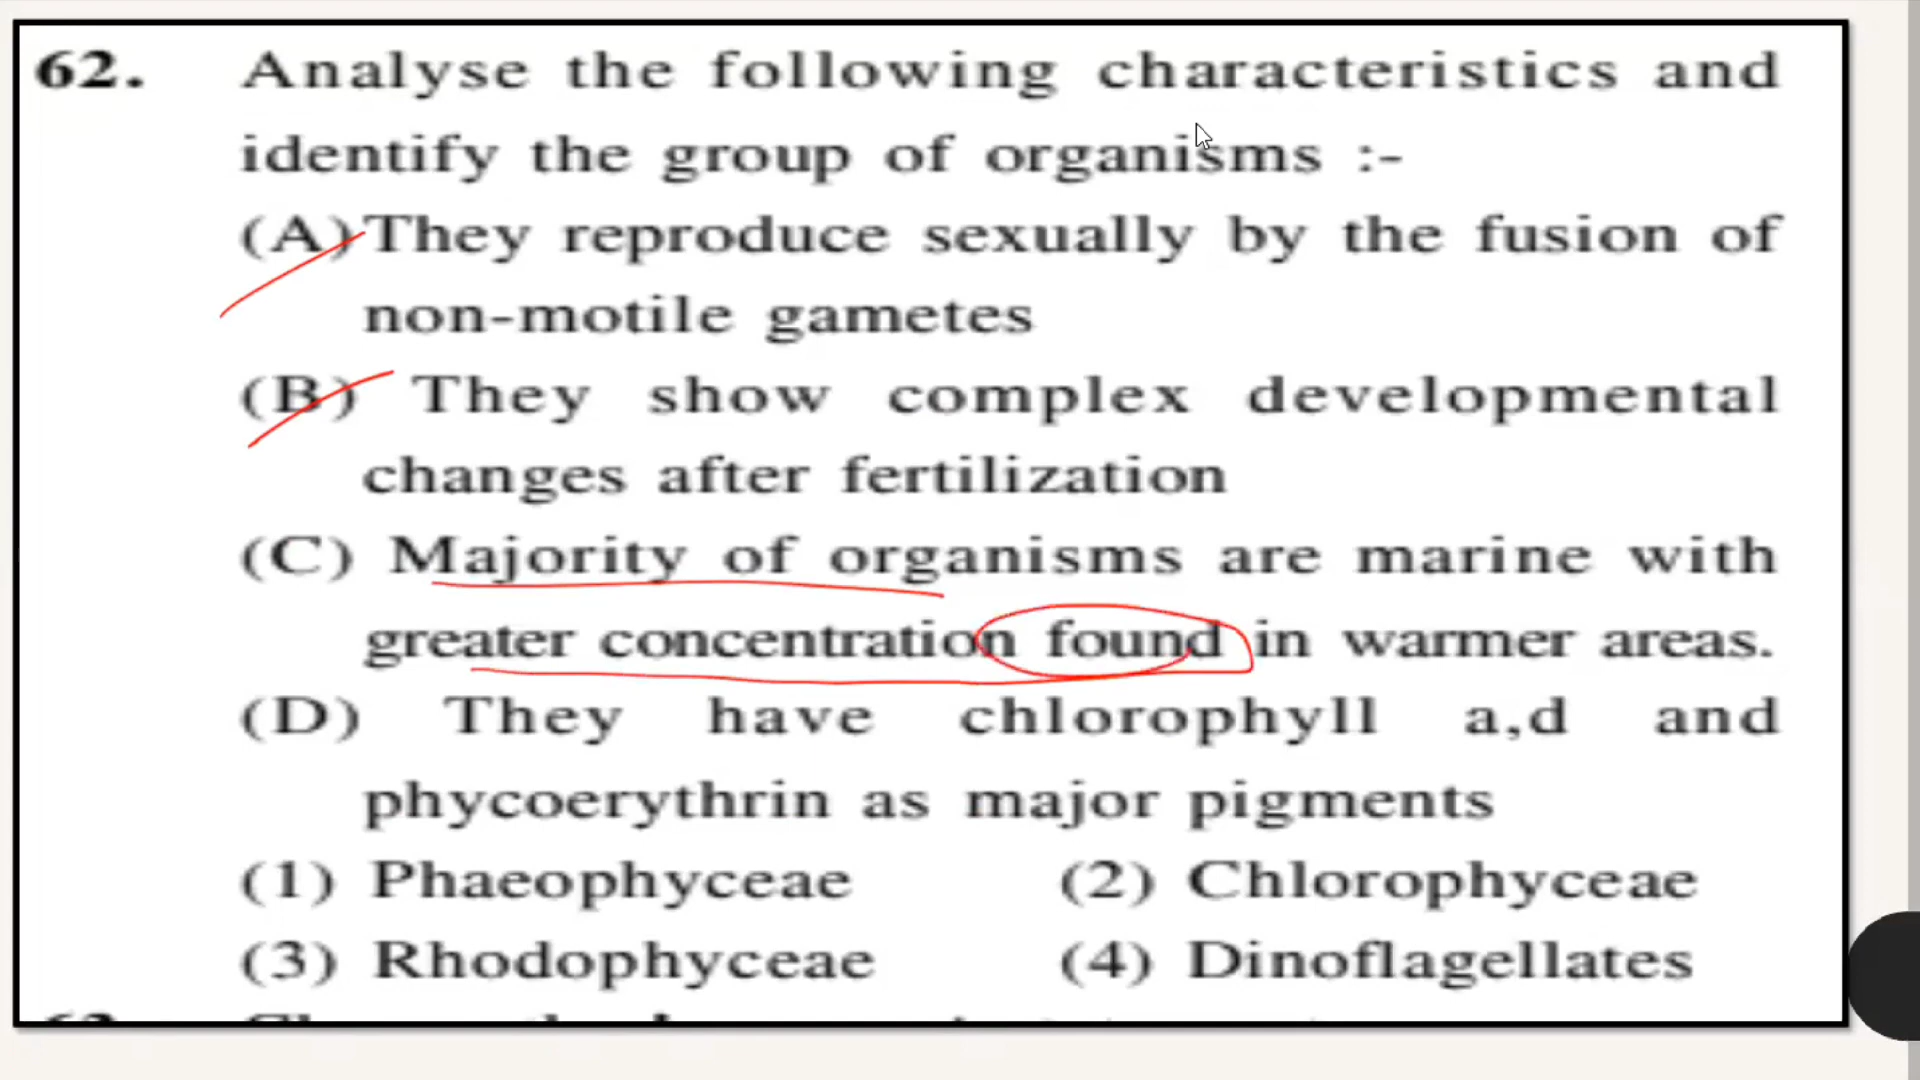 62. Analyse the following characteristics and
identify the group of organisms :-
(A) They reproduce sexually by the fusion of
non-motile gametes
(B) They show complex developmental
changes after fertilization
(C) Majority of organisms are marine with
greater concentration found in warmer areas.
(D) They have chlorophyll a,d and
phycoerythrin as major pigments
(1) Phaeophyceae (2) Chlorophyceae
(3) Rhodophyceae (4) Dinoflagellates